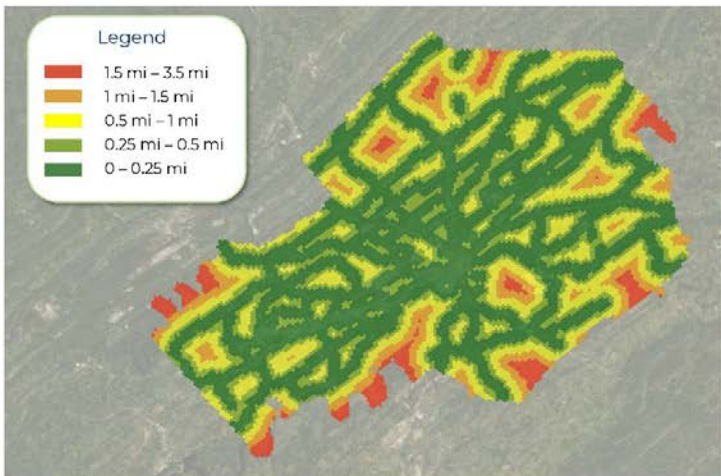 Legend
1.5 mi – 3.5 mi
1 mi – 1.5 mi
0.5 mi – 1 mi
0.25 mi – 0.5 mi
0 – 0.25 mi